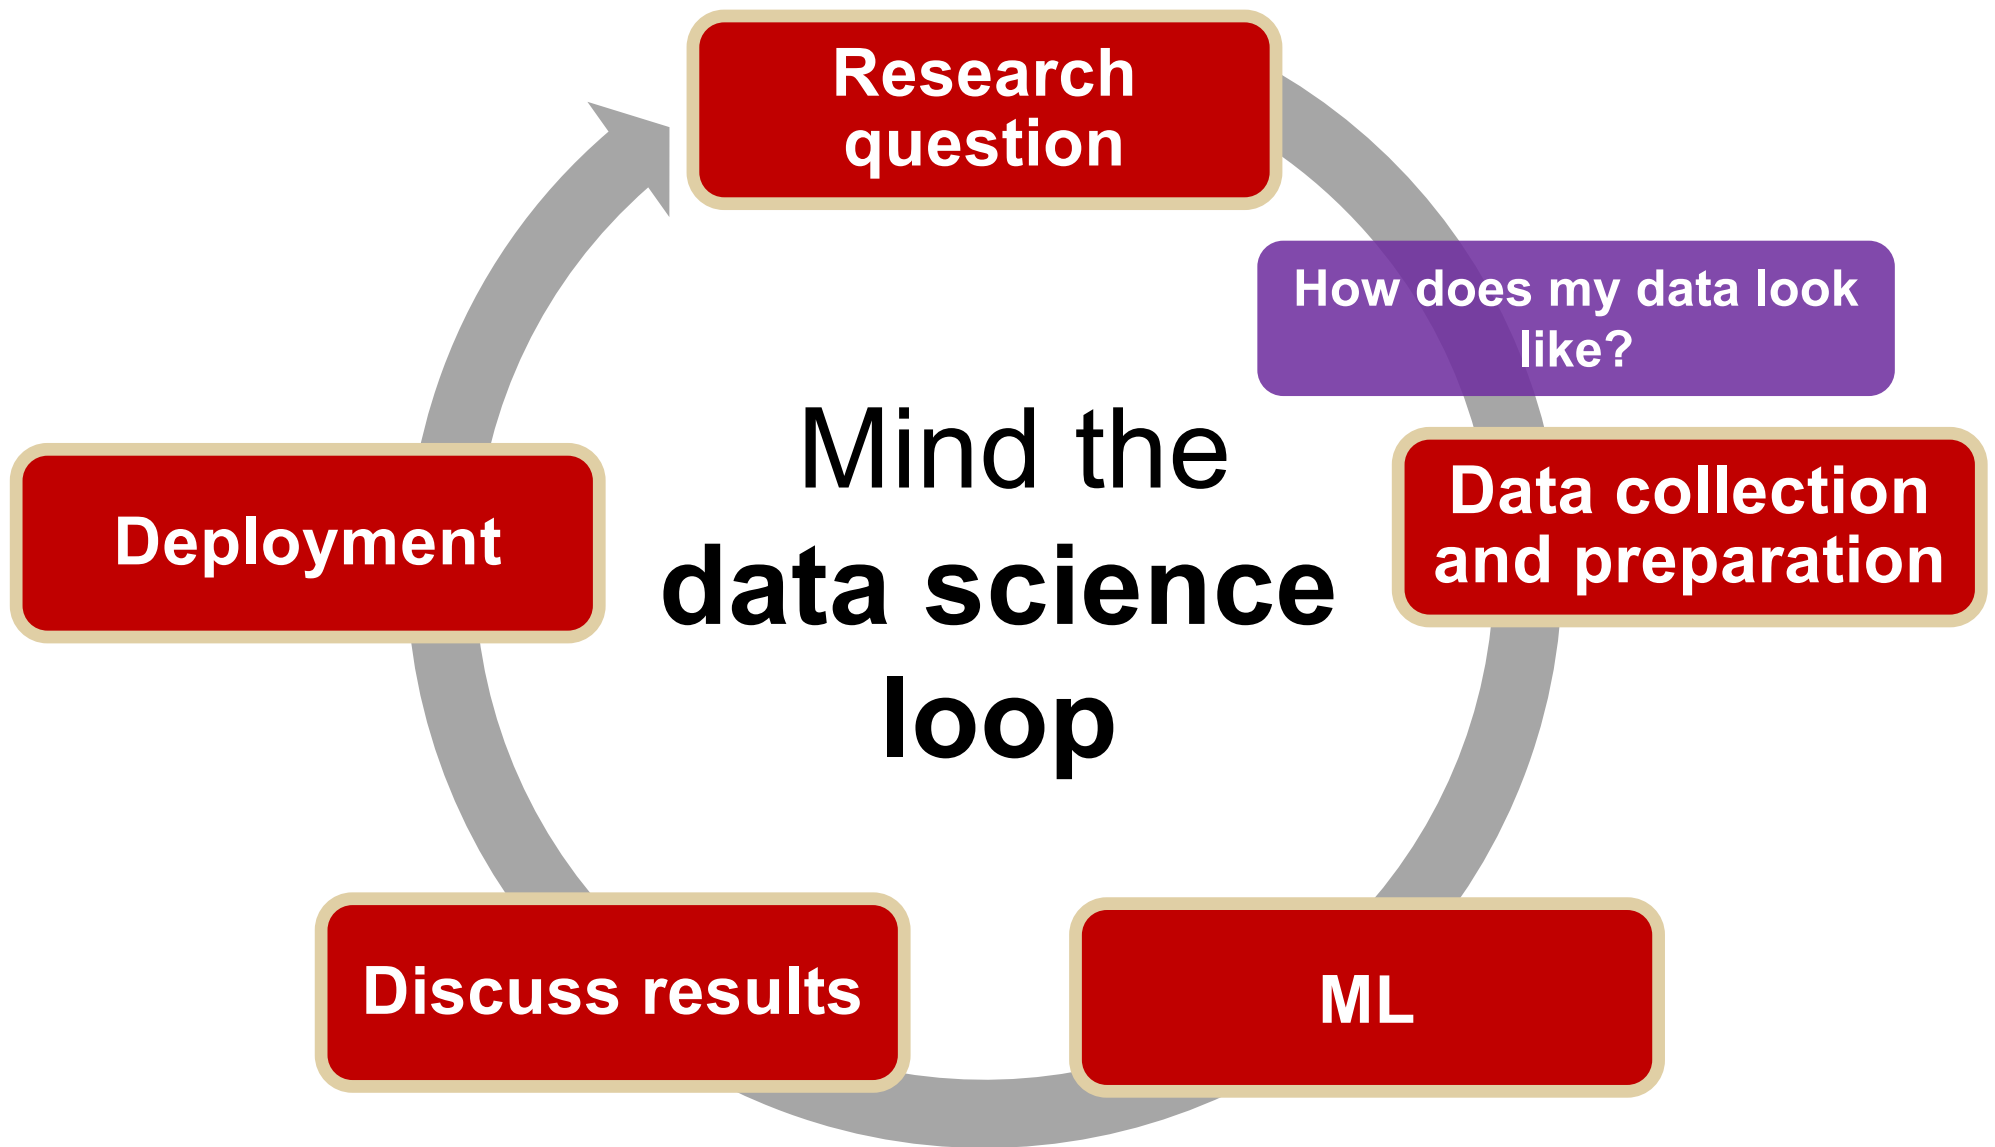 Research
question
How does my data look
like?
Data collection
and preparation
ML
Discuss results
Deployment
Mind the
data science
loop